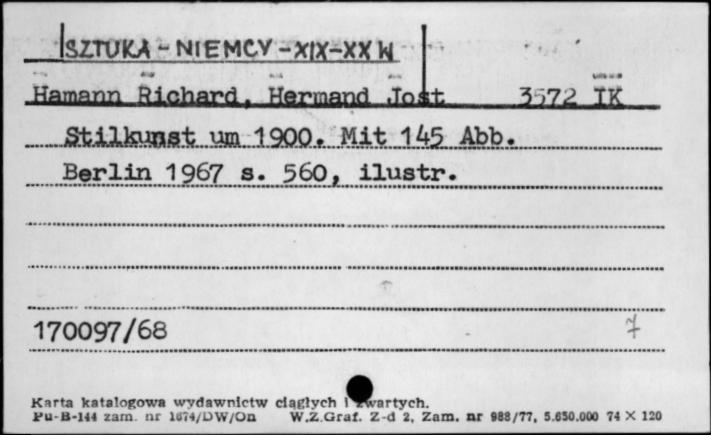 SZTUKA - NIEMCY - XIX-XX W
Hamann Richard, Hermand Jost 3572 IK
Stilkunst um 1900. Mit 145 Abb.
Berlin 1967 s. 560, ilustr.
170097/68 7
Karta katalogowa wydawnictw ciągłych i zwartych.
Pu-B-144 zam. nr 1674/DW/On W.Z.Graf. Z-d 2, Zam. nr 988/77, 5.650.000 74 X 120